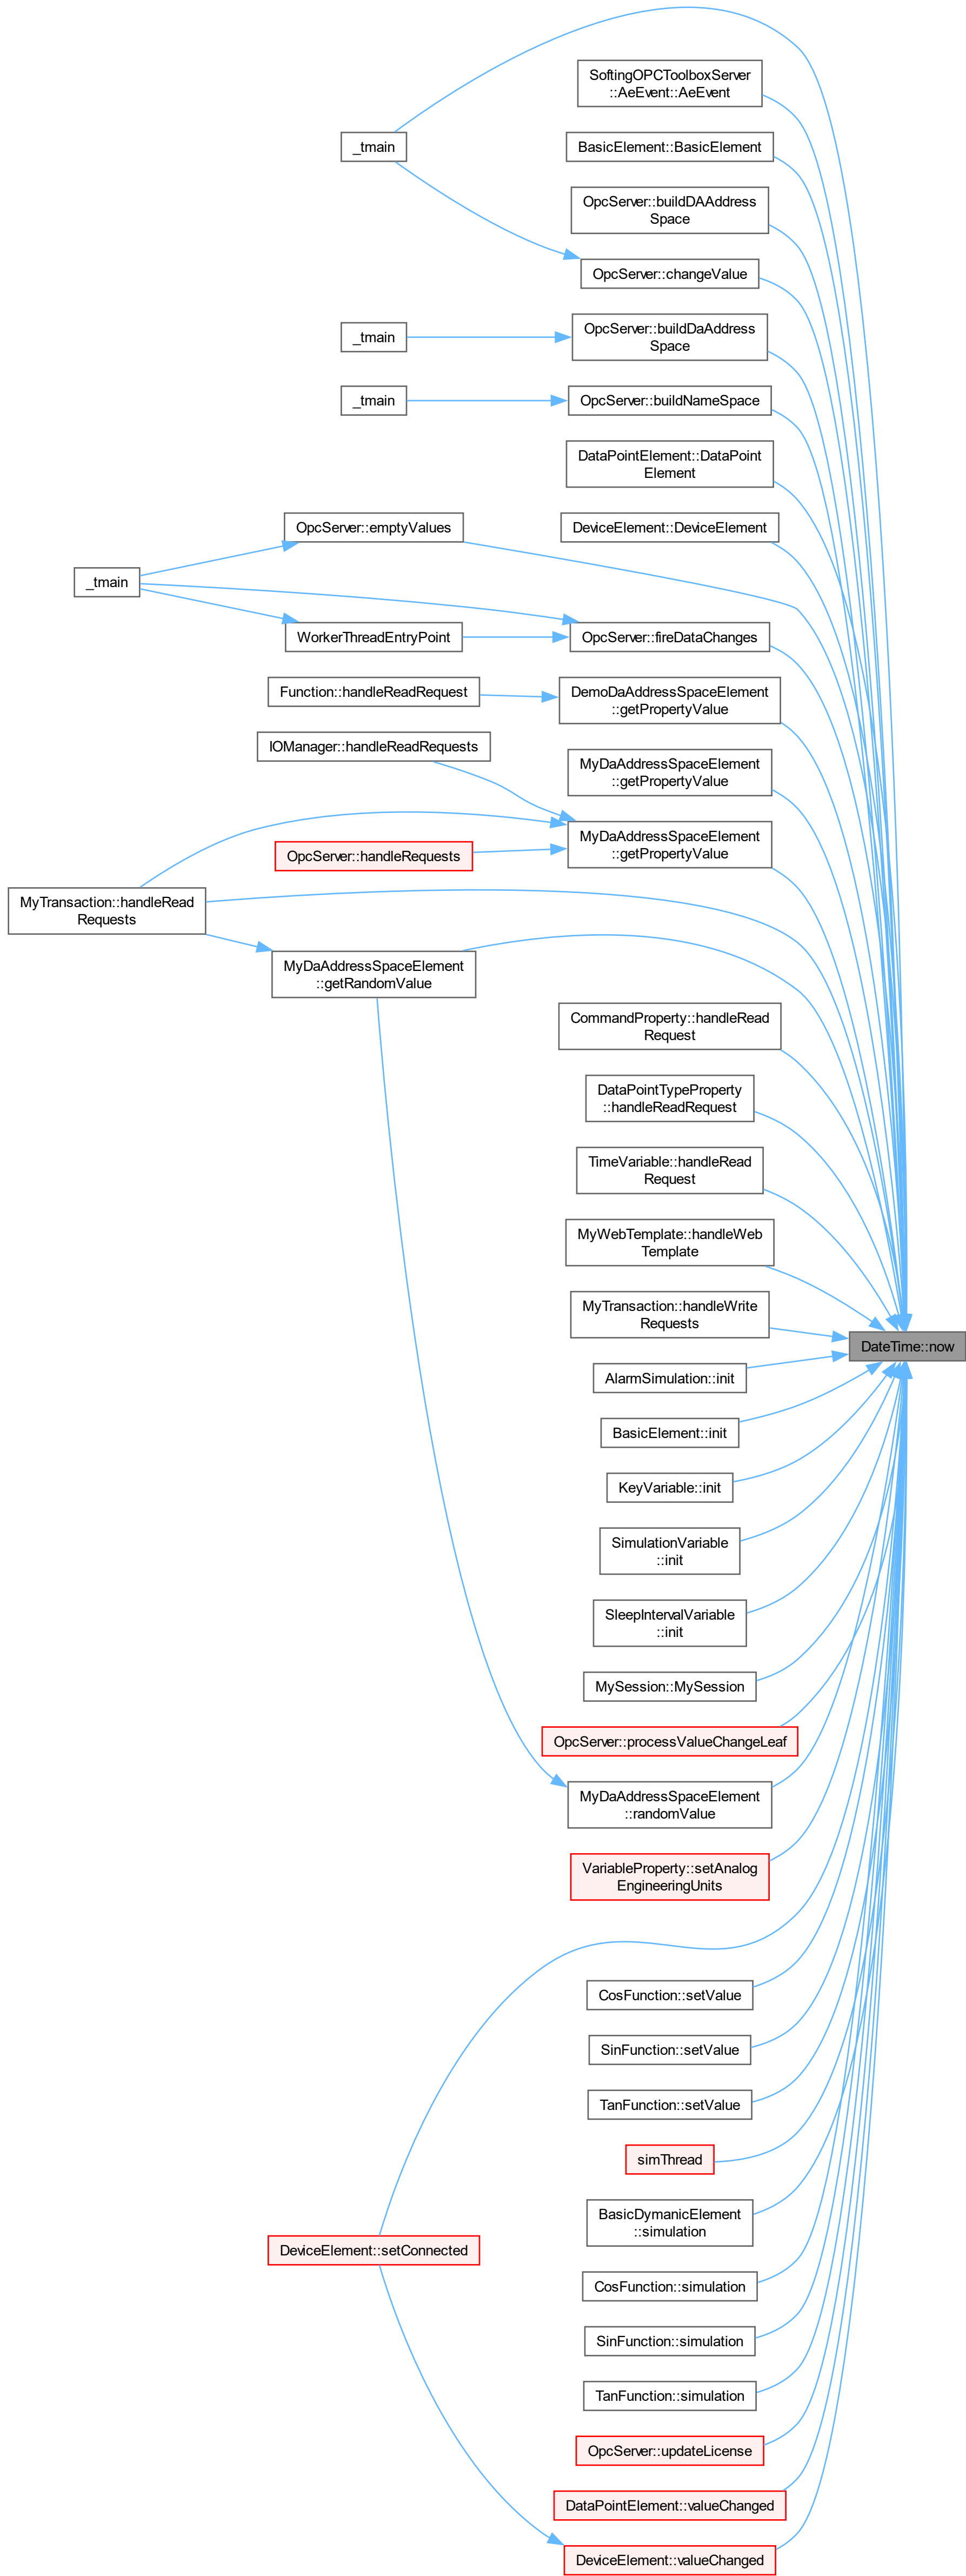 SoftingOPCToolboxServer
::AeEvent::AeEvent
_tmain
BasicElement::BasicElement
OpcServer::buildDAAddress
Space
OpcServer::changeValue
OpcServer::buildDaAddress
Space
_tmain
_tmain
OpcServer::buildNameSpace
DataPointElement::DataPoint
Element
OpcServer::emptyValues
DeviceElement::DeviceElement
_tmain
WorkerThreadEntryPoint
OpcServer::fireDataChanges
Function::handleReadRequest
DemoDaAddressSpaceElement
::getPropertyValue
IOManager::handleReadRequests
MyDaAddressSpaceElement
::getPropertyValue
OpcServer::handleRequests
MyDaAddressSpaceElement
::getPropertyValue
MyTransaction::handleRead
Requests
MyDaAddressSpaceElement
::getRandomValue
CommandProperty::handleRead
Request
DataPointTypeProperty
::handleReadRequest
TimeVariable::handleRead
Request
MyWebTemplate::handleWeb
Template
MyTransaction::handleWrite
Requests
DateTime::now
AlarmSimulation::init
BasicElement::init
KeyVariable::init
SimulationVariable
::init
SleepIntervalVariable
::init
MySession::MySession
OpcServer::processValueChangeLeaf
MyDaAddressSpaceElement
::randomValue
VariableProperty::setAnalog
EngineeringUnits
CosFunction::setValue
SinFunction::setValue
TanFunction::setValue
simThread
BasicDymanicElement
::simulation
DeviceElement::setConnected
CosFunction::simulation
SinFunction::simulation
TanFunction::simulation
OpcServer::updateLicense
DataPointElement::valueChanged
DeviceElement::valueChanged